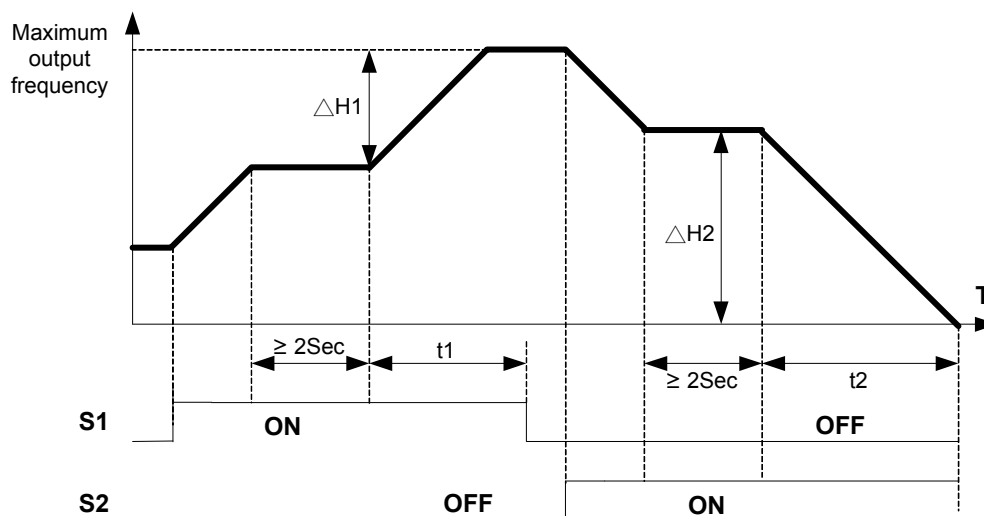 Maximum
output
frequency
△H1
△H2
T
≥ 2Sec
t1
≥ 2Sec
t2
S1
ON
OFF
S2
OFF
ON